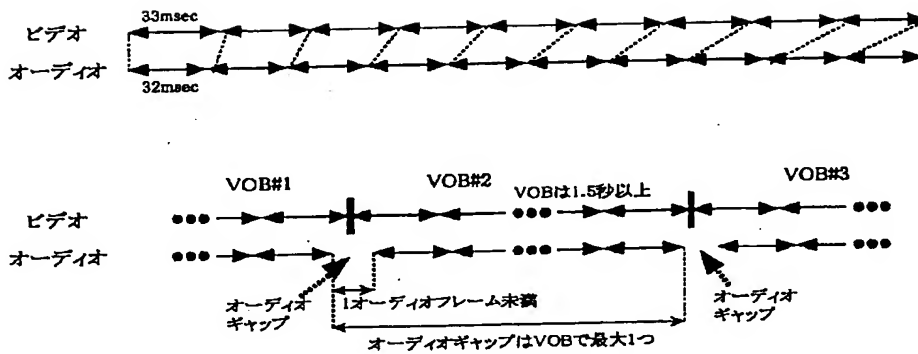 33msec
ビデオ
オーディオ
32msec
VOB#1
VOB#2
VOBは1.5秒以上
VOB#3
ビデオ
オーディオ
オーディオ
ギャップ
1オーディオフレーム未満
オーディオ
ギャップ
オーディオギャップはVOBで最大1つ